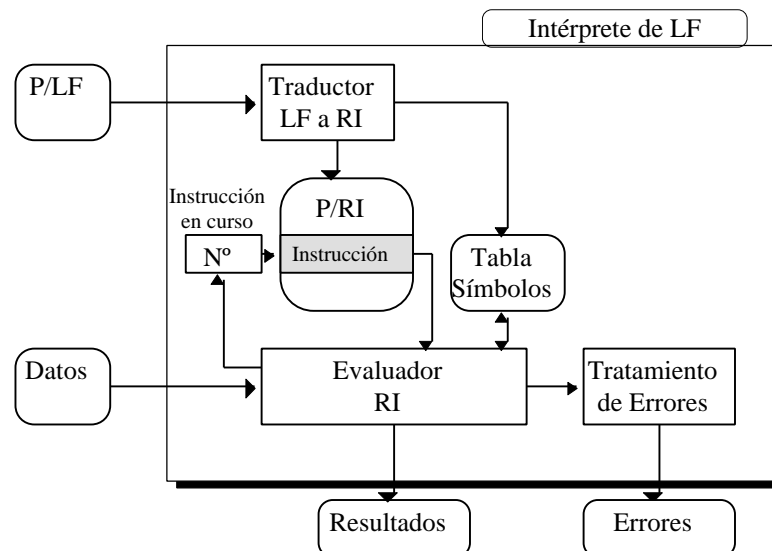 Intérprete de LF
P/LF
Traductor
LF a RI
Instrucción
en curso
P/RI
Nº
Instrucción
Tabla
Símbolos
Datos
Evaluador
RI
Tratamiento
de Errores
Resultados
Errores